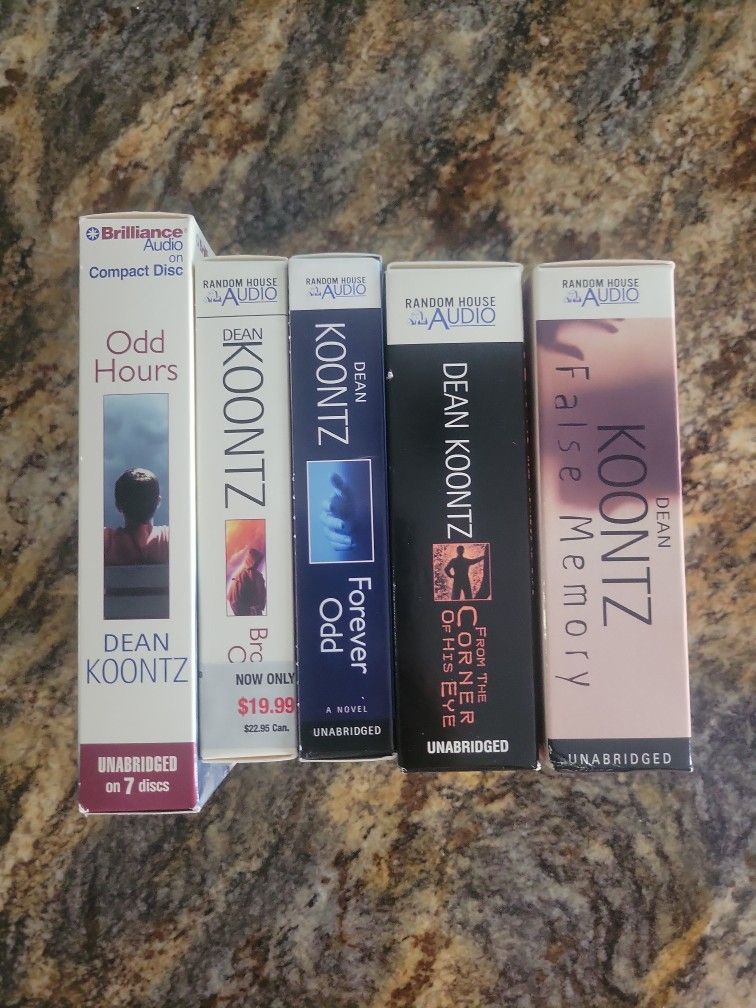 Brilliance
Audio
on
Compact Disc
Odd
Hours
DEAN
KOONTZ
UNABRIDGED
on 7 discs
RANDOM HOUSE
AUDIO
DEAN
KOONTZ
NOW ONLY
$19.99
$22.95 Can.
RANDOM HOUSE
AUDIO
DEAN
KOONTZ
Forever
Odd
A NOVEL
UNABRIDGED
RANDOM HOUSE
AUDIO
DEAN KOONTZ
FROM THE
CORNER
OF HIS EYE
UNABRIDGED
RANDOM HOUSE
AUDIO
DEAN
KOONTZ
False Memory
UNABRIDGED